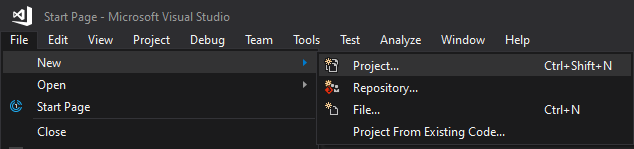 Start Page - Microsoft Visual Studio
File Edit View Project Debug Team Tools Test Analyze Window Help
New Project... Ctrl+Shift+N
Open Repository...
Start Page File... Ctrl+N
Close Project From Existing Code...